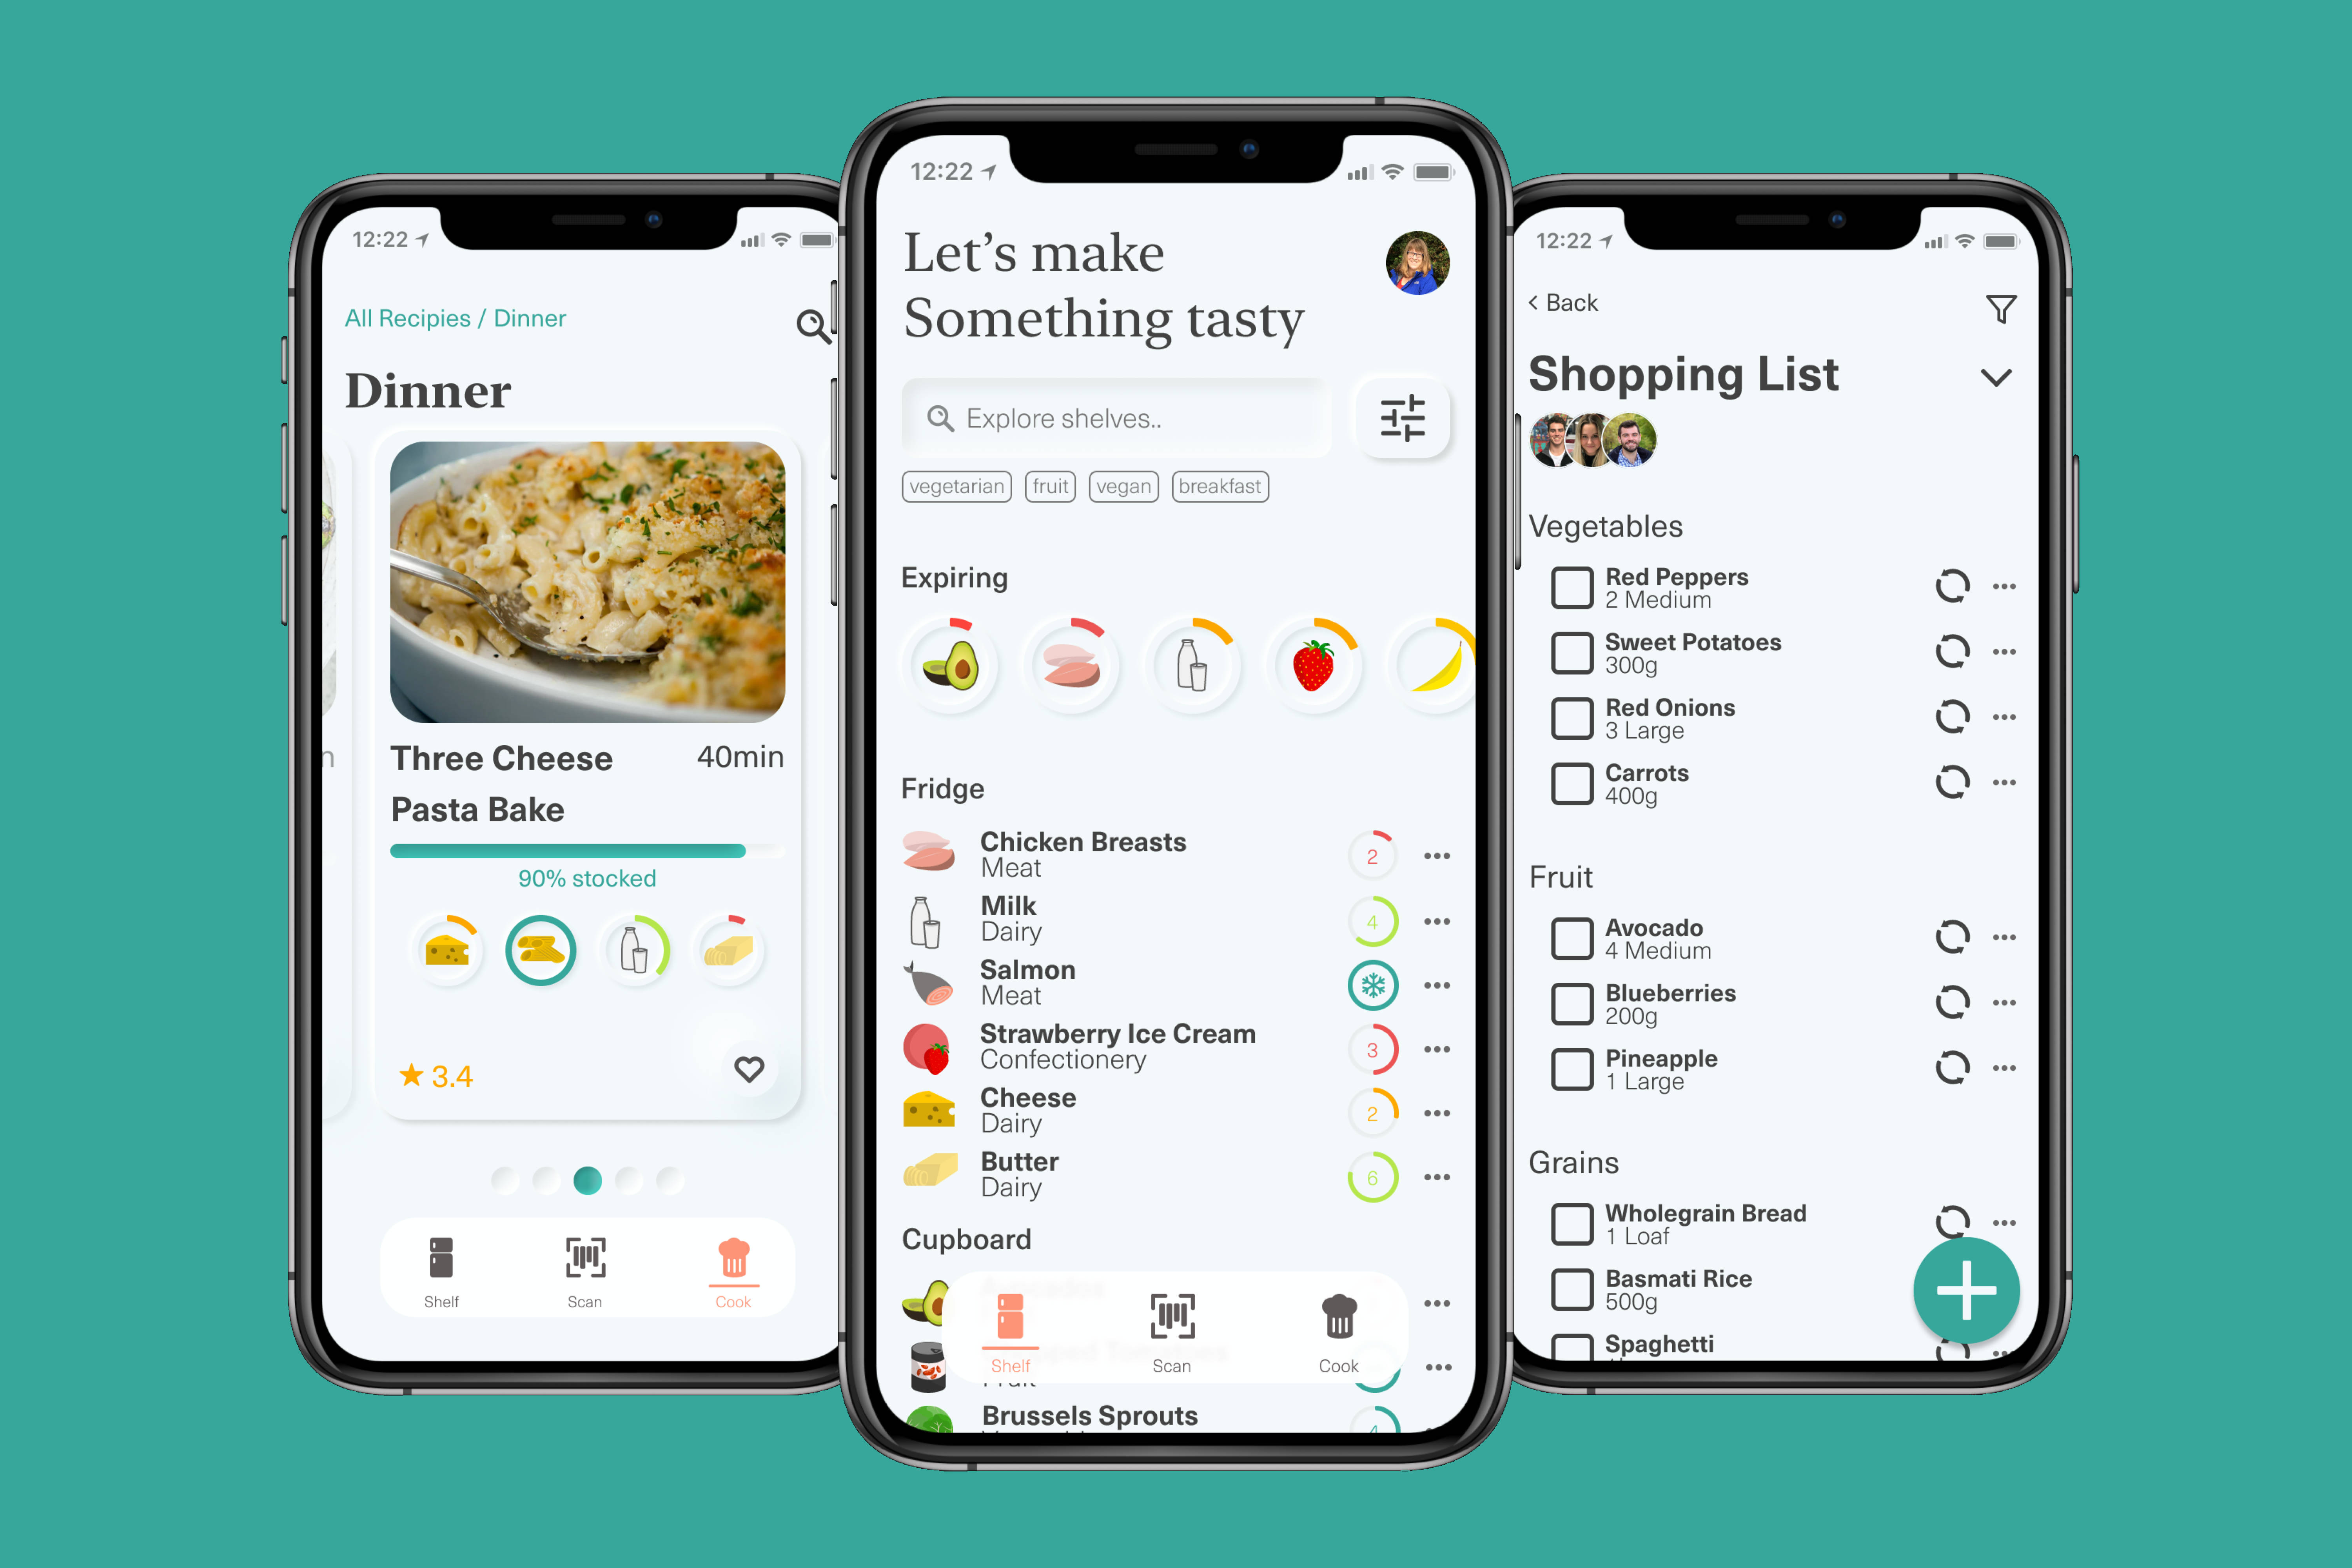 12:22
All Recipies / Dinner
Dinner
Three Cheese 40min
Pasta Bake
90% stocked
3.4
Shelf Scan Cook
12:22
Let's make
Something tasty
Explore shelves..
vegetarian fruit vegan breakfast
Expiring
Fridge
Chicken Breasts
Meat
2
Milk
Dairy
4
Salmon
Meat
Strawberry Ice Cream
Confectionery
3
Cheese
Dairy
2
Butter
Dairy
6
Cupboard
Shelf Scan Cook
Brussels Sprouts
12:22
< Back
Shopping List
Vegetables
Red Peppers
2 Medium
Sweet Potatoes
300g
Red Onions
3 Large
Carrots
400g
Fruit
Avocado
4 Medium
Blueberries
200g
Pineapple
1 Large
Grains
Wholegrain Bread
1 Loaf
Basmati Rice
500g
Spaghetti